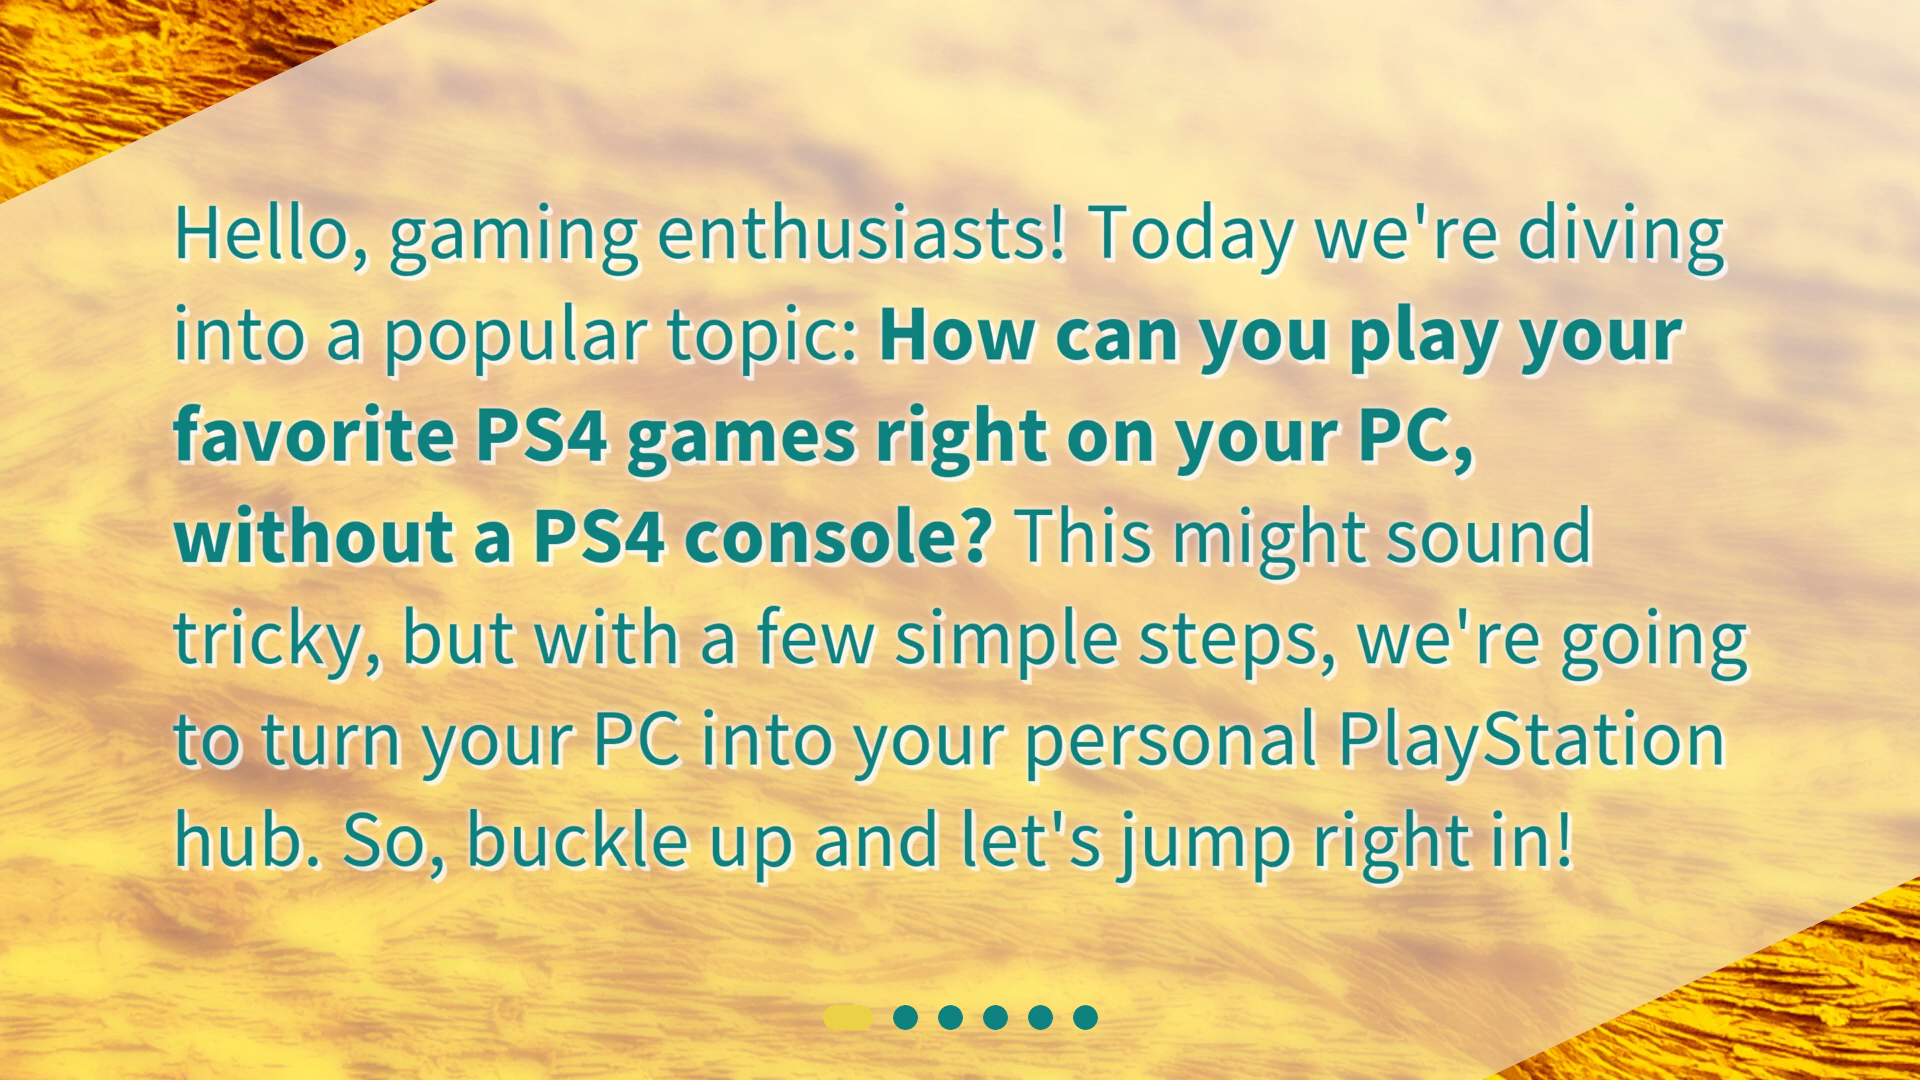 Hello, gaming enthusiasts! Today we're diving
into a popular topic: How can you play your
favorite PS4 games right on your PC,
without a PS4 console? This might sound
tricky, but with a few simple steps, we're going
to turn your PC into your personal PlayStation
hub. So, buckle up and let's jump right in!